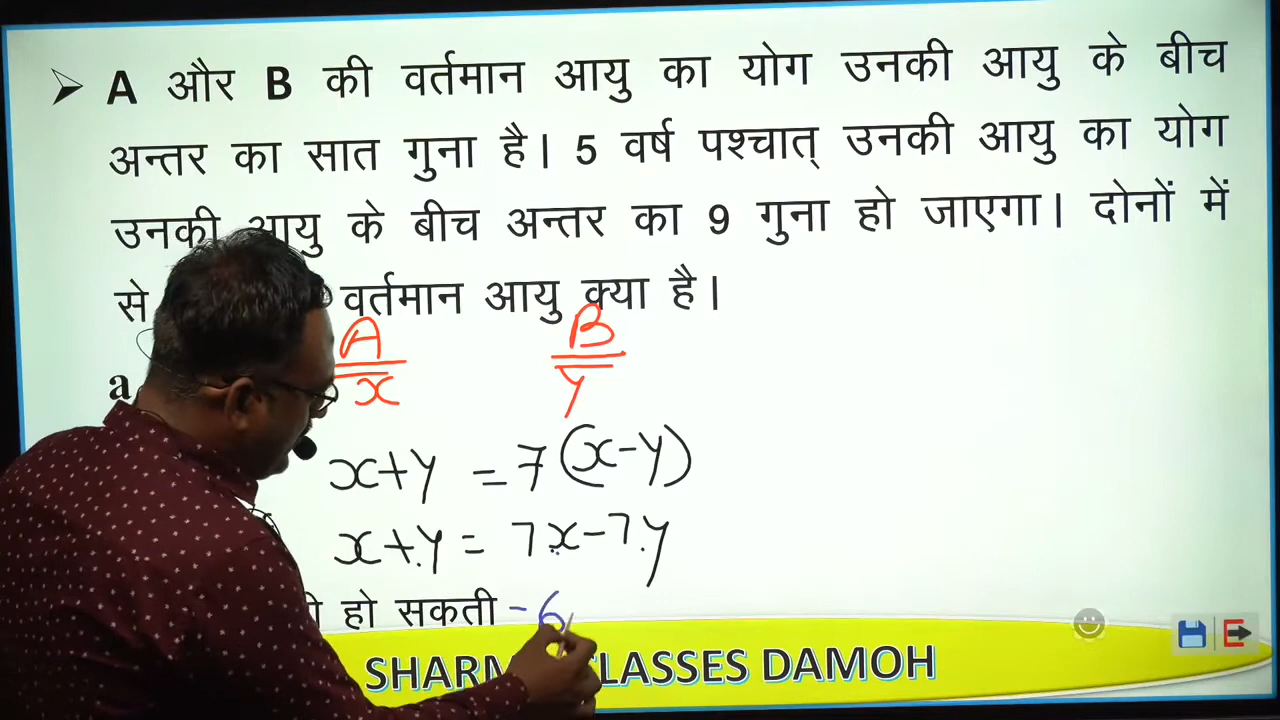 ➢ A और B की वर्तमान आयु का योग उनकी आयु के बीच
अन्तर का सात गुना है। 5 वर्ष पश्चात् उनकी आयु का योग
उनकी आयु के बीच अन्तर का 9 गुना हो जाएगा। दोनों में
से वर्तमान आयु क्या है।
A B
a x y
x+y = 7(x-y)
x+y = 7x-7y
हो सकती -6
SHARM CLASSES DAMOH